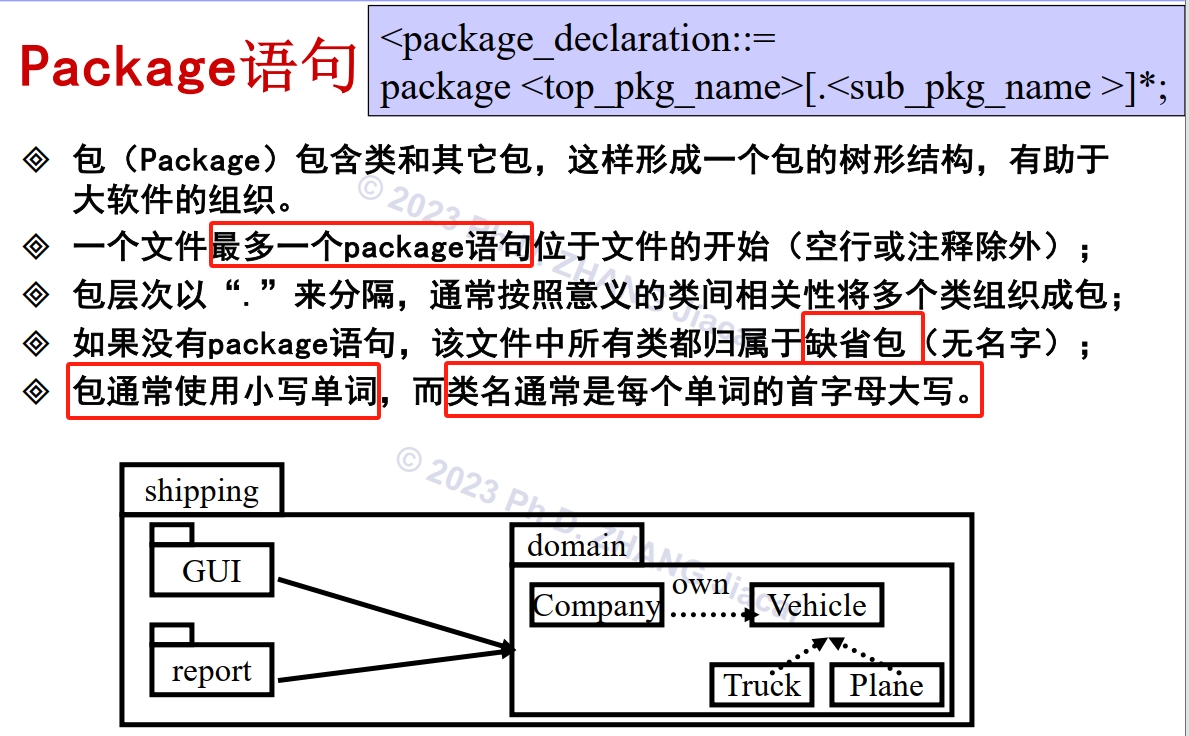 Package语句
<package_declaration::=
package <top_pkg_name>[.<sub_pkg_name >]*;
包（Package）包含类和其它包，这样形成一个包的树形结构，有助于
大软件的组织。
一个文件最多一个package语句位于文件的开始（空行或注释除外）；
包层次以“.”来分隔，通常按照意义的类间相关性将多个类组织成包；
如果没有package语句，该文件中所有类都归属于缺省包（无名字）；
包通常使用小写单词，而类名通常是每个单词的首字母大写。
© 2023 Ph.D. ZHANG Jiacai
shipping
GUI
report
domain
Company
own
Vehicle
Truck
Plane
© 2023 Ph.D. ZHANG Jiacai